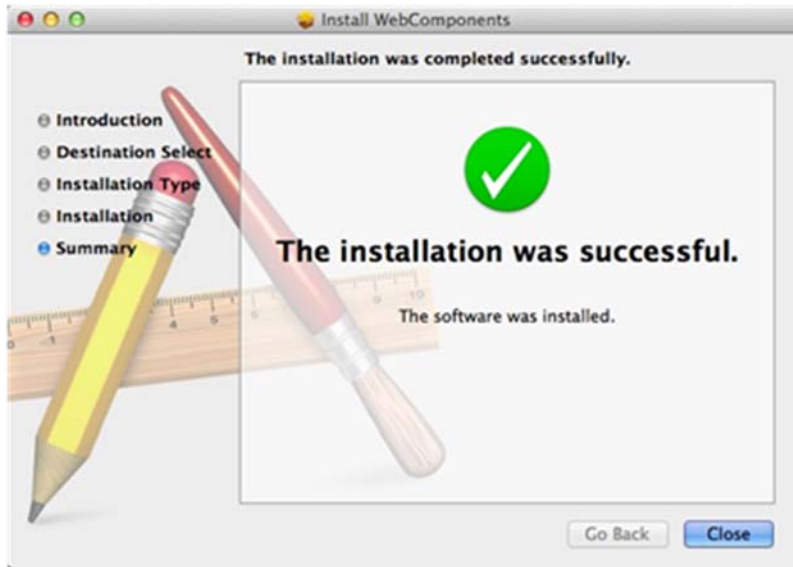 Install WebComponents
The installation was completed successfully.
Introduction
Destination Select
Installation Type
Installation
Summary
The installation was successful.
The software was installed.
Go Back
Close